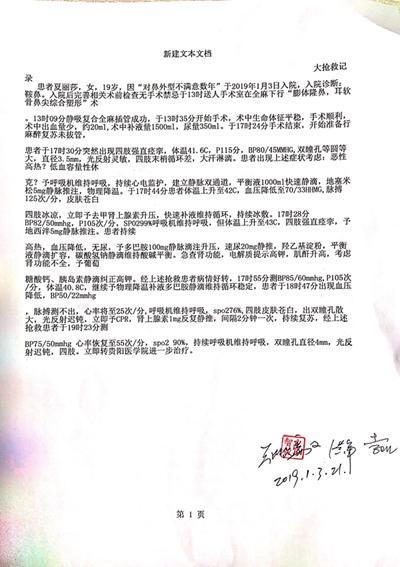 新建文本文档
大抢救记
录
患者夏丽莎，女，19岁，因“对鼻外型不满意数年”于2019年1月3日入院，入院诊断：
鞍鼻。入院后完善相关术前检查无手术禁忌于13时送入手术室在全麻下行“膨体隆鼻，耳软
骨鼻尖综合塑形”术
。13时09分静吸复合全麻插管成功，于13时35分开始手术，术中生命体征平稳，手术顺利，
术中出血量少，约20ml,术中补液量1500ml，尿量350ml。于17时24分手术结束，开始准备行
麻醉复苏未拔管，
患者于17时30分突然出现四肢强直痉挛，体温41.6C，P115次/分，BP80/45MMHG，双瞳孔等圆等
大，直径3.5mm，光反射灵敏，四肢末梢循环差，大汗淋漓。患者出现上述症状考虑：恶性
高热？低血容量性休
克？予呼吸机维持呼吸，持续心电监护，建立静脉双通道，平衡液1000ml快速静滴，地塞米
松5mg静脉推注，物理降温。于17时44分患者体温上升至42C，血压降低至70/33HHMG，脉搏
125次/分，皮肤苍白
四肢冰凉，立即予去甲肾上腺素升压，快速补液维持循环，持续冰敷。17时28分
BP82/50mmhg, P105次/分，SPO299%呼吸机维持呼吸，但体温上升至43C，四肢强直痉挛，予
地西泮5mg静脉推注。患者持续
高热，血压降低，无尿，予多巴胺100mg静脉滴注升压，速尿20mg静推，羟乙基淀粉，平衡
液静滴扩容，碳酸氢钠静滴维持酸碱平衡。急查肾功能，电解质提示高钾，肌酐升高，考虑
肾功能不全，予葡萄
糖酸钙、胰岛素静滴纠正高钾。经上述抢救患者病情好转，17时55分测BP85/60mmhg,P105次/
分，体温40.8C，继续予物理降温补液多巴胺静滴维持循环稳定，患者于18时47分出现血压
降低，BP50/22mmhg
，脉搏测不出，心率将至25次/分，呼吸机维持呼吸，spo276%,四肢皮肤苍白，出双瞳孔散
大，光反射迟钝，立即予CPR，肾上腺素1mg反复静推，间隔2分钟一次，持续复苏，经上述
抢救患者于19时23分测
BP75/50mmhg 心率恢复至55次/分，spo2 90%，持续呼吸机维持呼吸，双瞳孔直径4mm，光反
射迟钝，四肢。立即转贵阳医学院进一步治疗。
2019.1.3.21.
第 1 页